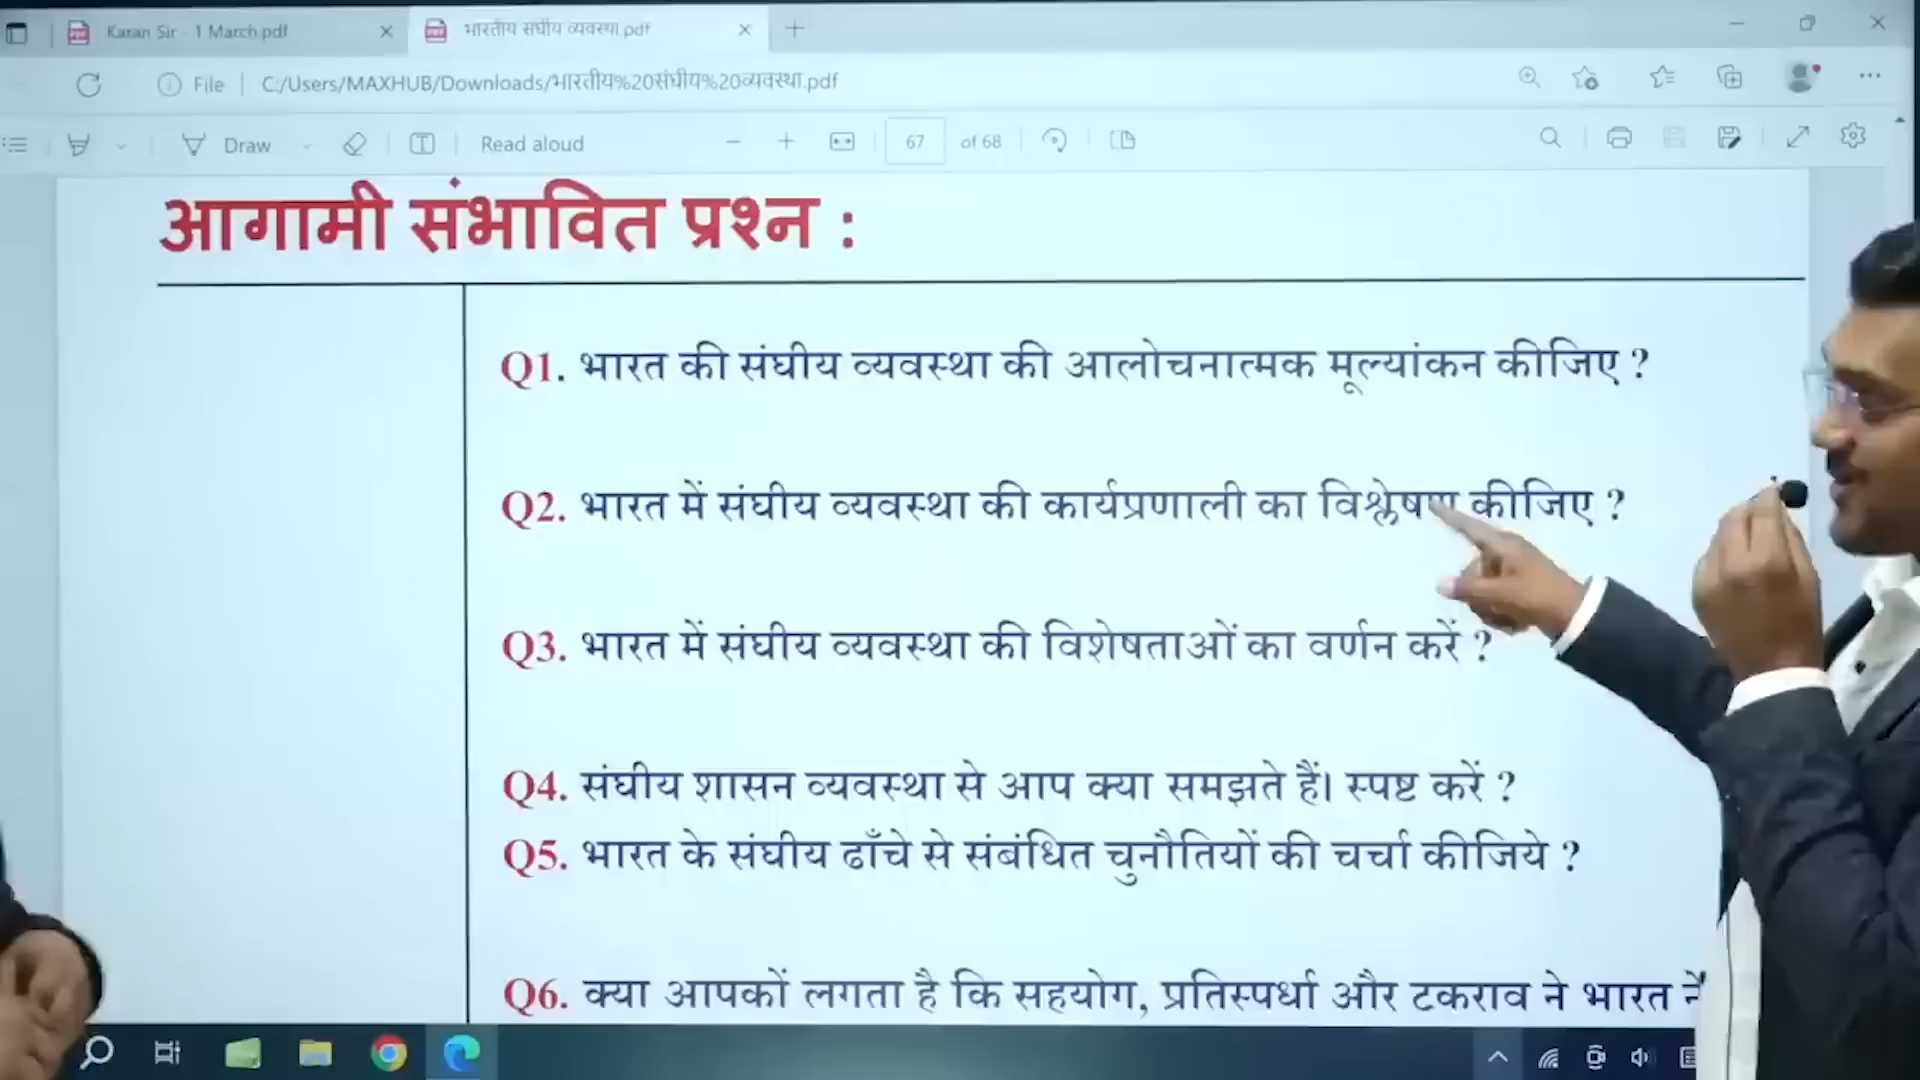 Karan Sir - 1 March.pdf
भारतीय संघीय व्यवस्था.pdf
File
C:/Users/MAXHUB/Downloads/भारतीय%20संघीय%20व्यवस्था.pdf
Draw
Read aloud
67 of 68
आगामी संभावित प्रश्न :
Q1. भारत की संघीय व्यवस्था की आलोचनात्मक मूल्यांकन कीजिए ?
Q2. भारत में संघीय व्यवस्था की कार्यप्रणाली का विश्लेषण कीजिए ?
Q3. भारत में संघीय व्यवस्था की विशेषताओं का वर्णन करें ?
Q4. संघीय शासन व्यवस्था से आप क्या समझते हैं। स्पष्ट करें ?
Q5. भारत के संघीय ढाँचे से संबंधित चुनौतियों की चर्चा कीजिये ?
Q6. क्या आपकों लगता है कि सहयोग, प्रतिस्पर्धा और टकराव ने भारत